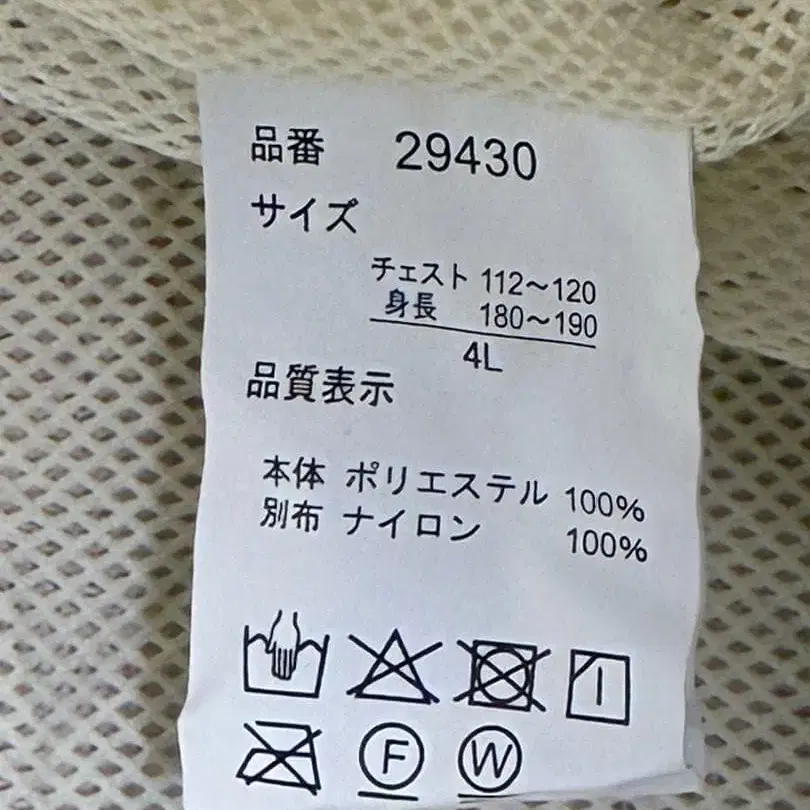 品番 29430
サイズ
チェスト 112～120
身長 180～190
4L
品質表示
本体 ポリエステル 100%
別布 ナイロン 100%
F W